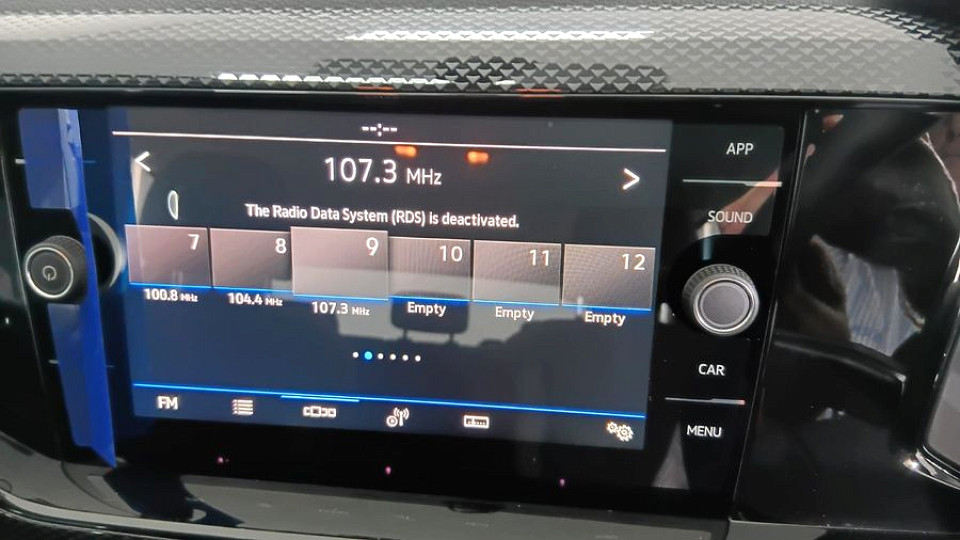 --:--
107.3 MHz
The Radio Data System (RDS) is deactivated.
7 8 9 10 11 12
100.8 MHz 104.4 MHz 107.3 MHz Empty Empty Empty
FM
APP
SOUND
CAR
MENU